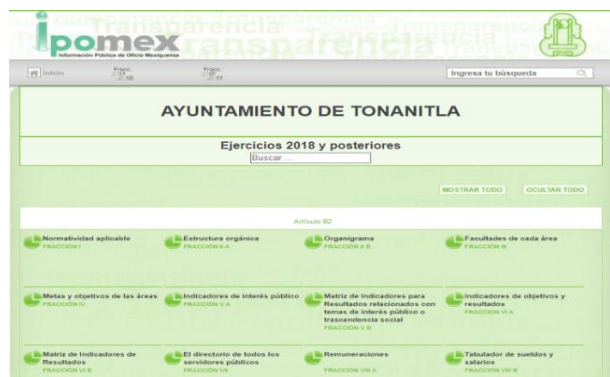 ipomex
Información Pública de Oficio Mexiquense
Inicio
Ingresa tu búsqueda
AYUNTAMIENTO DE TONANITLA
Ejercicios 2018 y posteriores
Buscar ...
MOSTRAR TODO
OCULTAR TODO
Artículo 92
Normatividad aplicable
FRACCIÓN I
Estructura orgánica
FRACCIÓN II A
Organigrama
FRACCIÓN II B
Facultades de cada área
FRACCIÓN III
Metas y objetivos de las áreas
FRACCIÓN IV
Indicadores de interés público
FRACCIÓN V A
Matriz de Indicadores para
Resultados relacionados con
temas de interés público o
trascendencia social
FRACCIÓN V B
Indicadores de objetivos y
resultados
FRACCIÓN VI A
Matriz de Indicadores de
Resultados
FRACCIÓN VI B
El directorio de todos los
servidores públicos
FRACCIÓN VII
Remuneraciones
FRACCIÓN VIII A
Tabulador de sueldos y
salarios
FRACCIÓN VIII B